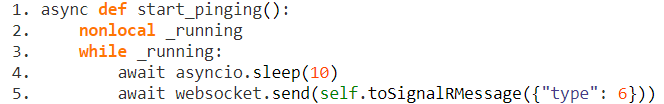 1. async def start_pinging():
2.     nonlocal _running
3.     while _running:
4.         await asyncio.sleep(10)
5.         await websocket.send(self.toSignalRMessage({"type": 6}))